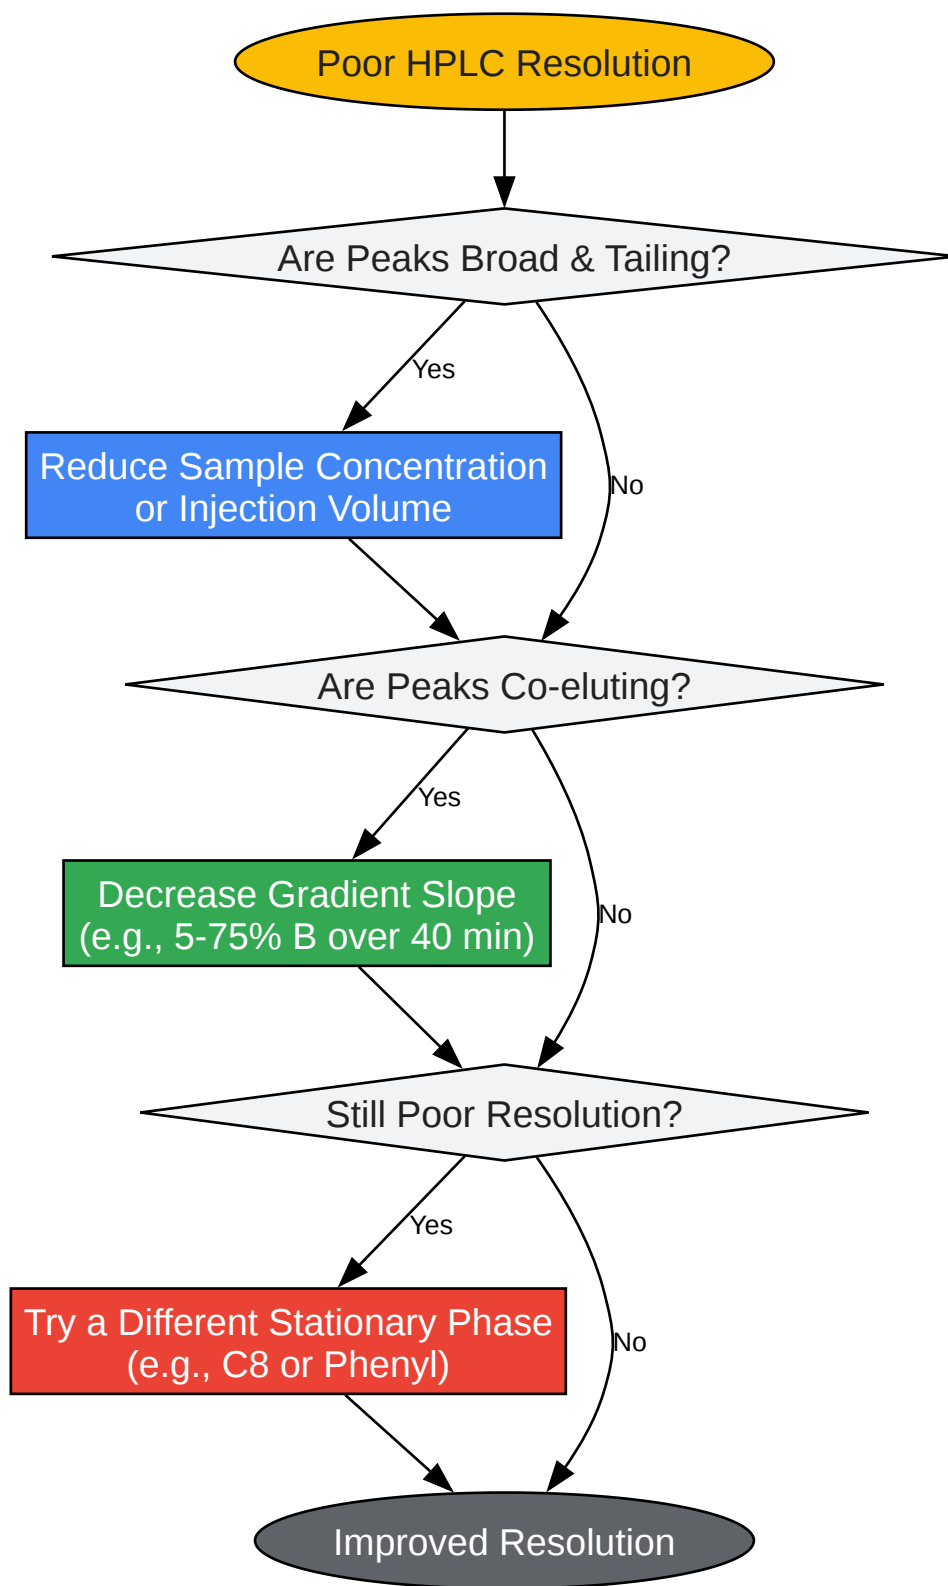 Poor HPLC Resolution
Are Peaks Broad & Tailing?
Yes
Reduce Sample Concentration
or Injection Volume
No
Are Peaks Co-eluting?
Yes
Decrease Gradient Slope
(e.g., 5-75% B over 40 min)
No
Still Poor Resolution?
Yes
Try a Different Stationary Phase
(e.g., C8 or Phenyl)
No
Improved Resolution